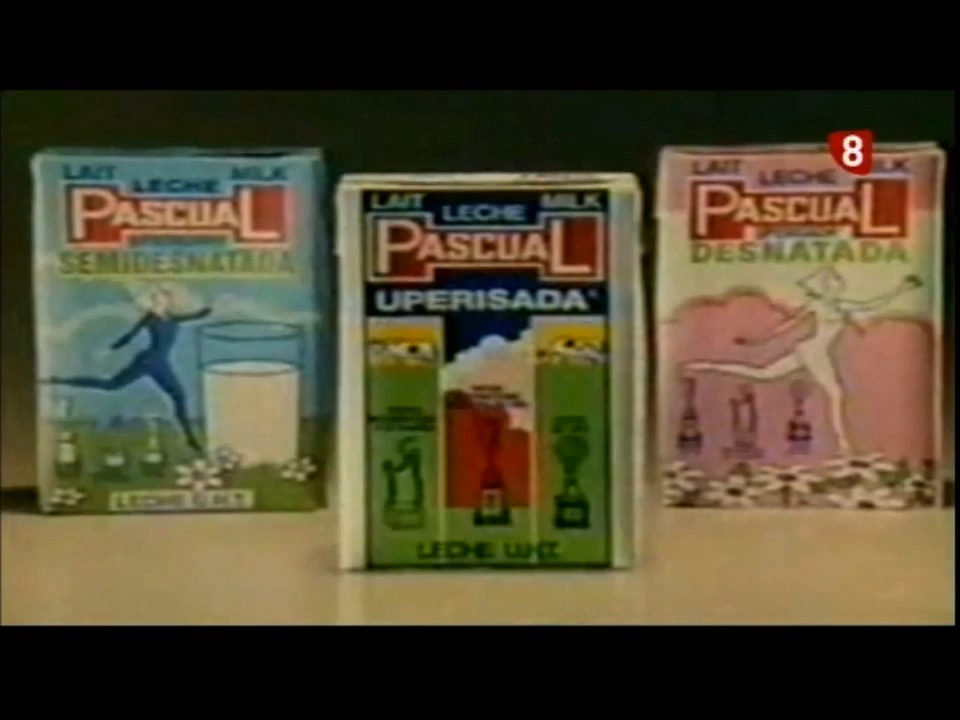 LAIT MILK
LECHE
PASCUAL
SEMIDESNATADA
LECHE U.H.T.
LAIT MILK
LECHE
PASCUAL
UPERISADA
LECHE U.H.T.
LAIT MILK
LECHE
PASCUAL
DESNATADA
8